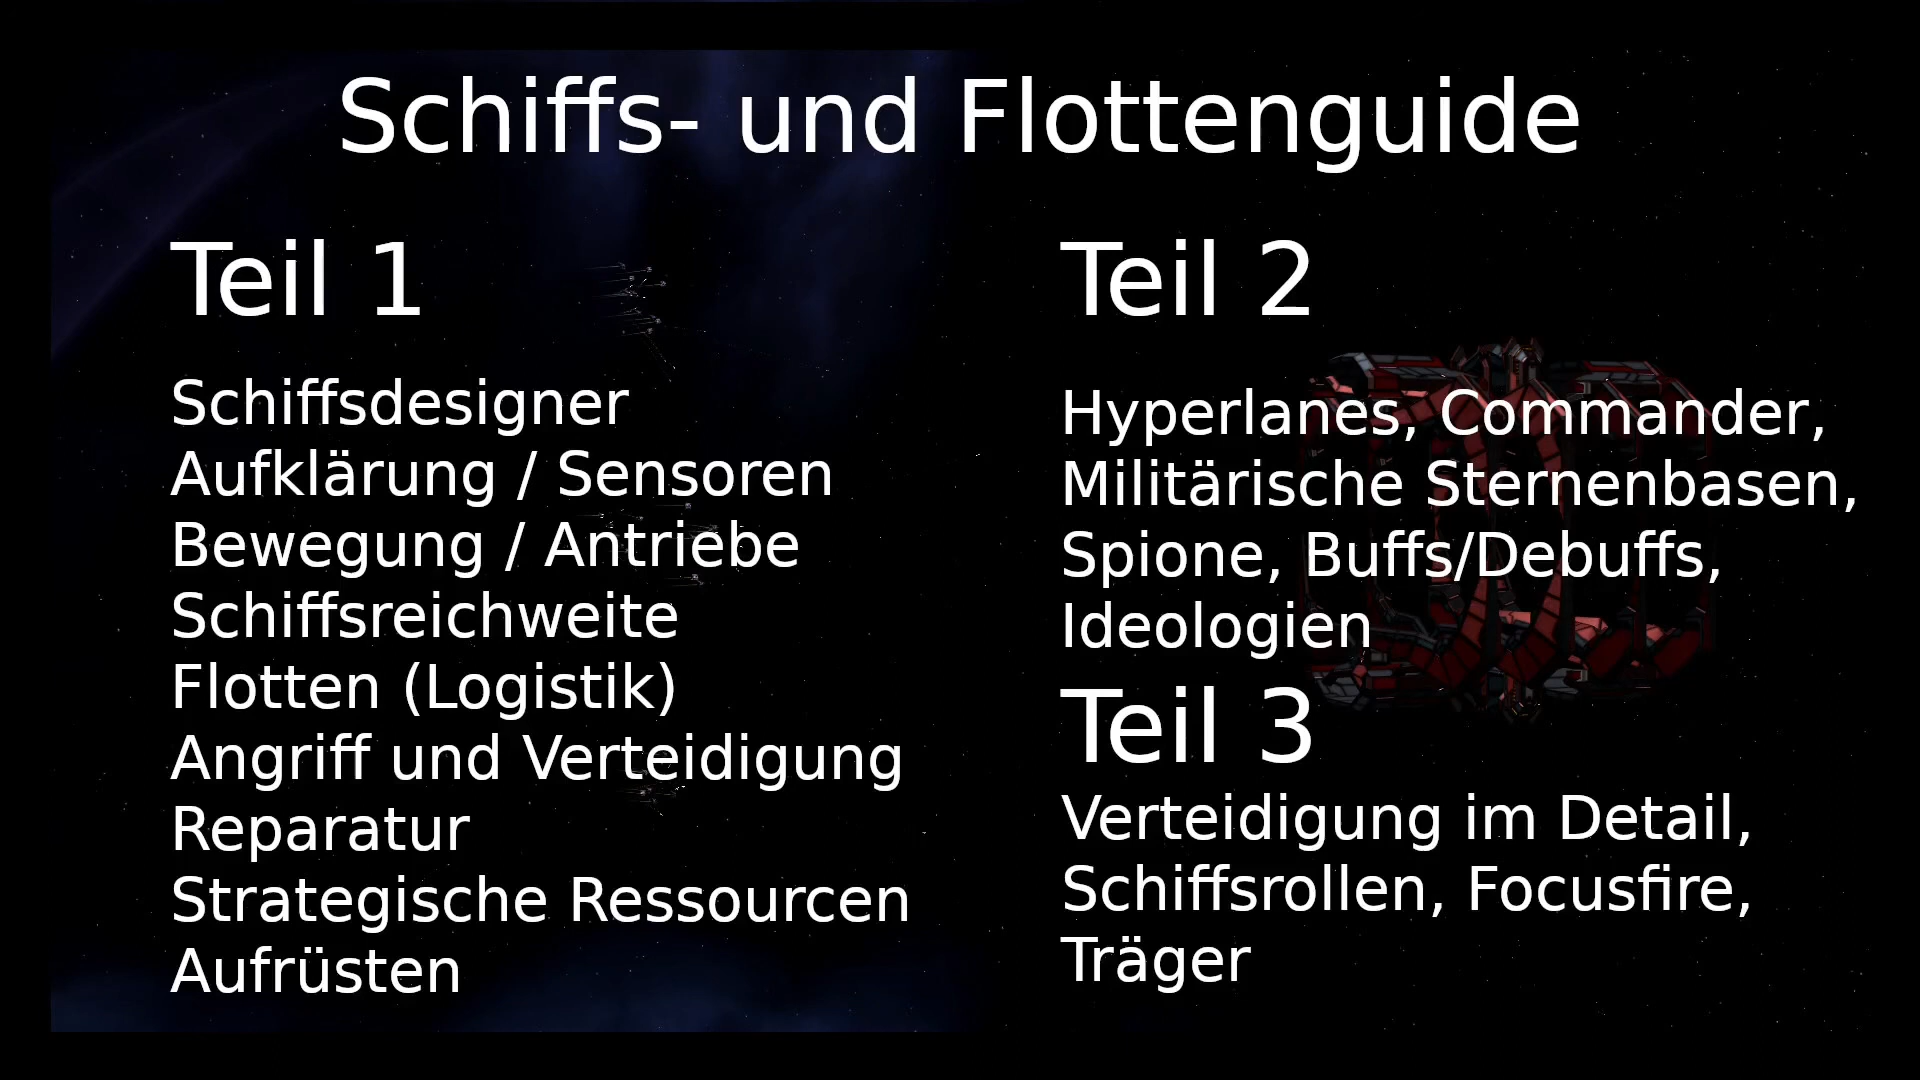 Schiffs- und Flottenguide
Teil 1
Schiffsdesigner
Aufklärung / Sensoren
Bewegung / Antriebe
Schiffsreichweite
Flotten (Logistik)
Angriff und Verteidigung
Reparatur
Strategische Ressourcen
Aufrüsten
Teil 2
Hyperlanes, Commander,
Militärische Sternenbasen,
Spione, Buffs/Debuffs,
Ideologien
Teil 3
Verteidigung im Detail,
Schiffsrollen, Focusfire,
Träger